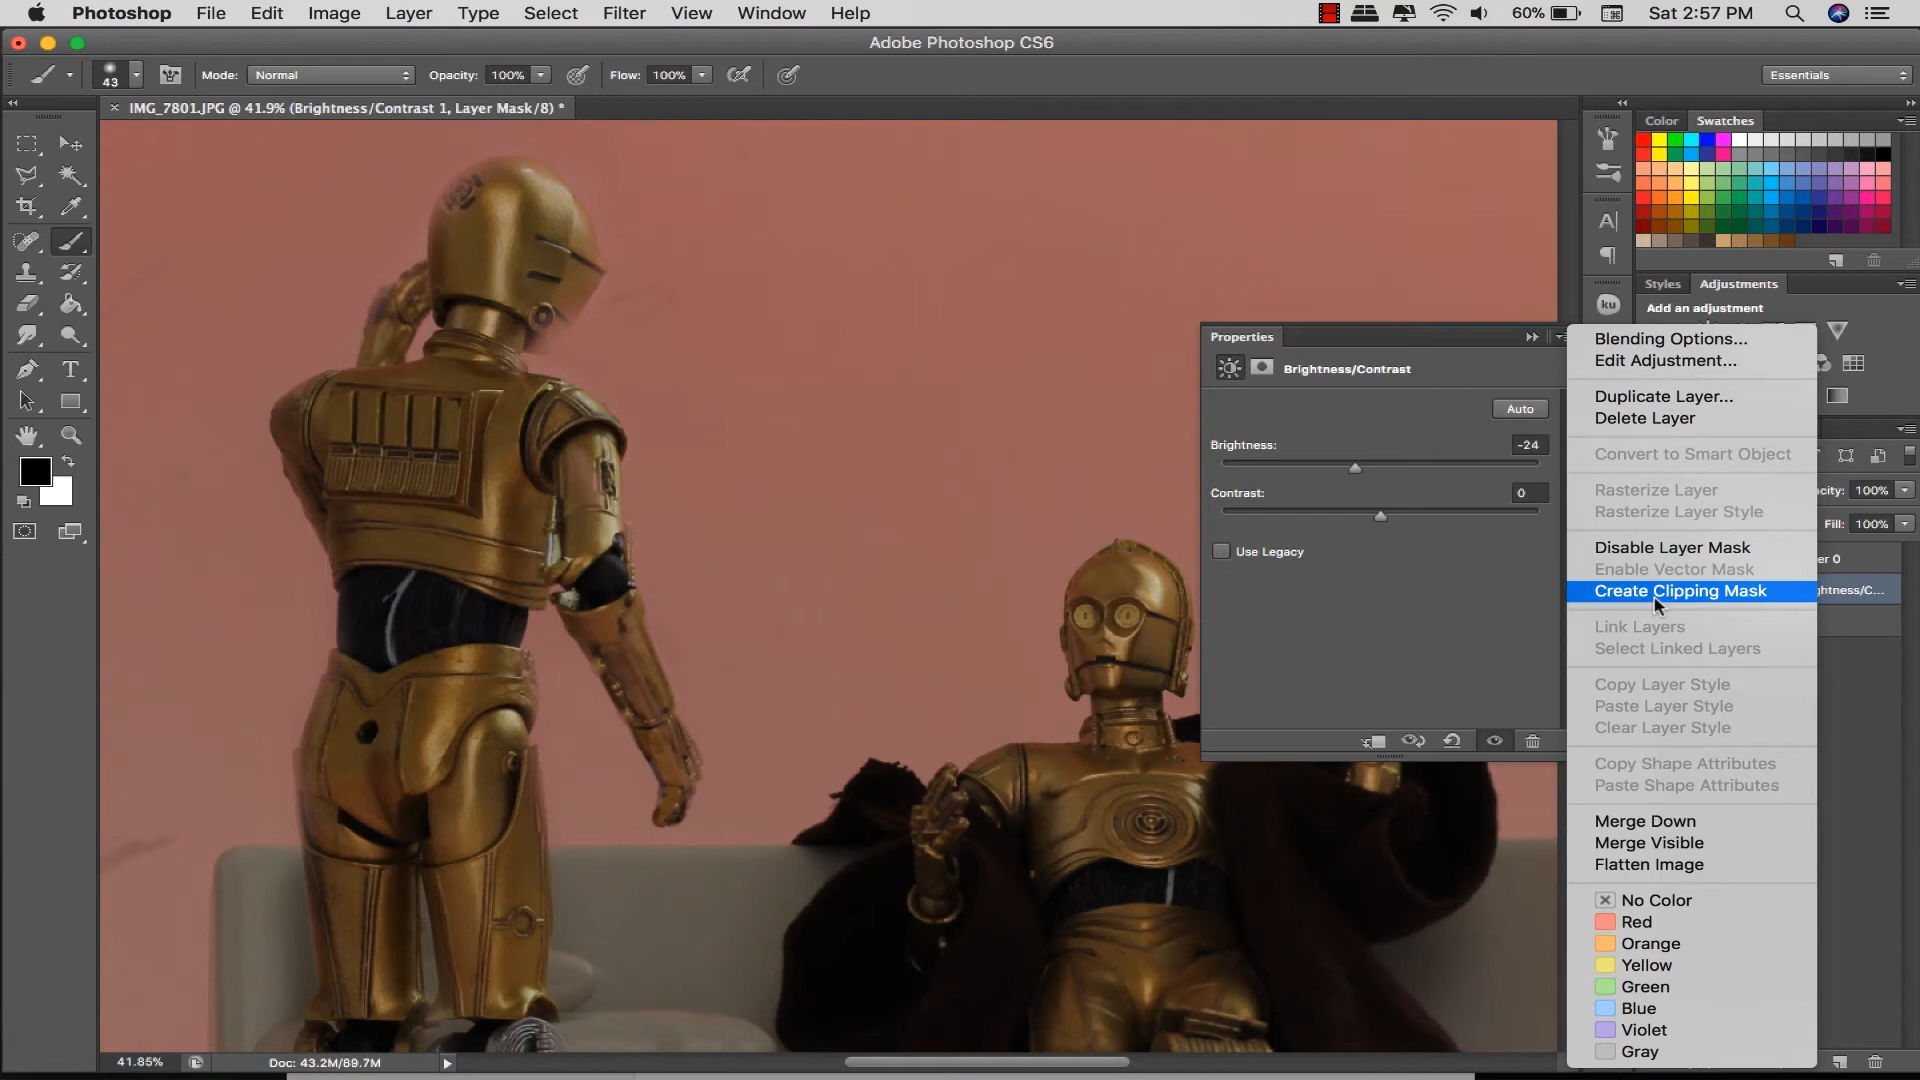 Photoshop File Edit Image Layer Type Select Filter View Window Help 60% Sat 2:57 PM
Adobe Photoshop CS6
43 Mode: Normal Opacity: 100% Flow: 100% Essentials
× IMG_7801.JPG @ 41.9% (Brightness/Contrast 1, Layer Mask/8) *
Color Swatches
Styles Adjustments
Add an adjustment
ku
Properties
Brightness/Contrast
Auto
Brightness: -24
Contrast: 0
Use Legacy
Blending Options...
Edit Adjustment...
Duplicate Layer...
Delete Layer
Convert to Smart Object
Rasterize Layer
Rasterize Layer Style
Disable Layer Mask
Enable Vector Mask
Create Clipping Mask
Link Layers
Select Linked Layers
Copy Layer Style
Paste Layer Style
Clear Layer Style
Copy Shape Attributes
Paste Shape Attributes
Merge Down
Merge Visible
Flatten Image
No Color
Red
Orange
Yellow
Green
Blue
Violet
Gray
acity: 100%
Fill: 100%
er 0
ghtness/C...
41.85% Doc: 43.2M/89.7M